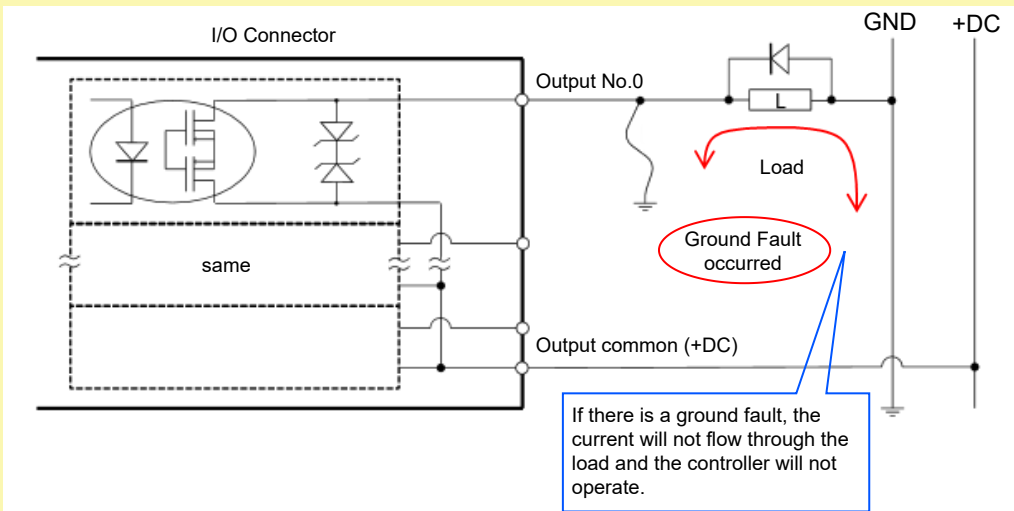 GND
+DC
I/O Connector
Output No.0
L
Load
Ground Fault
occurred
same
Output common (+DC)
If there is a ground fault, the
current will not flow through the
load and the controller will not
operate.